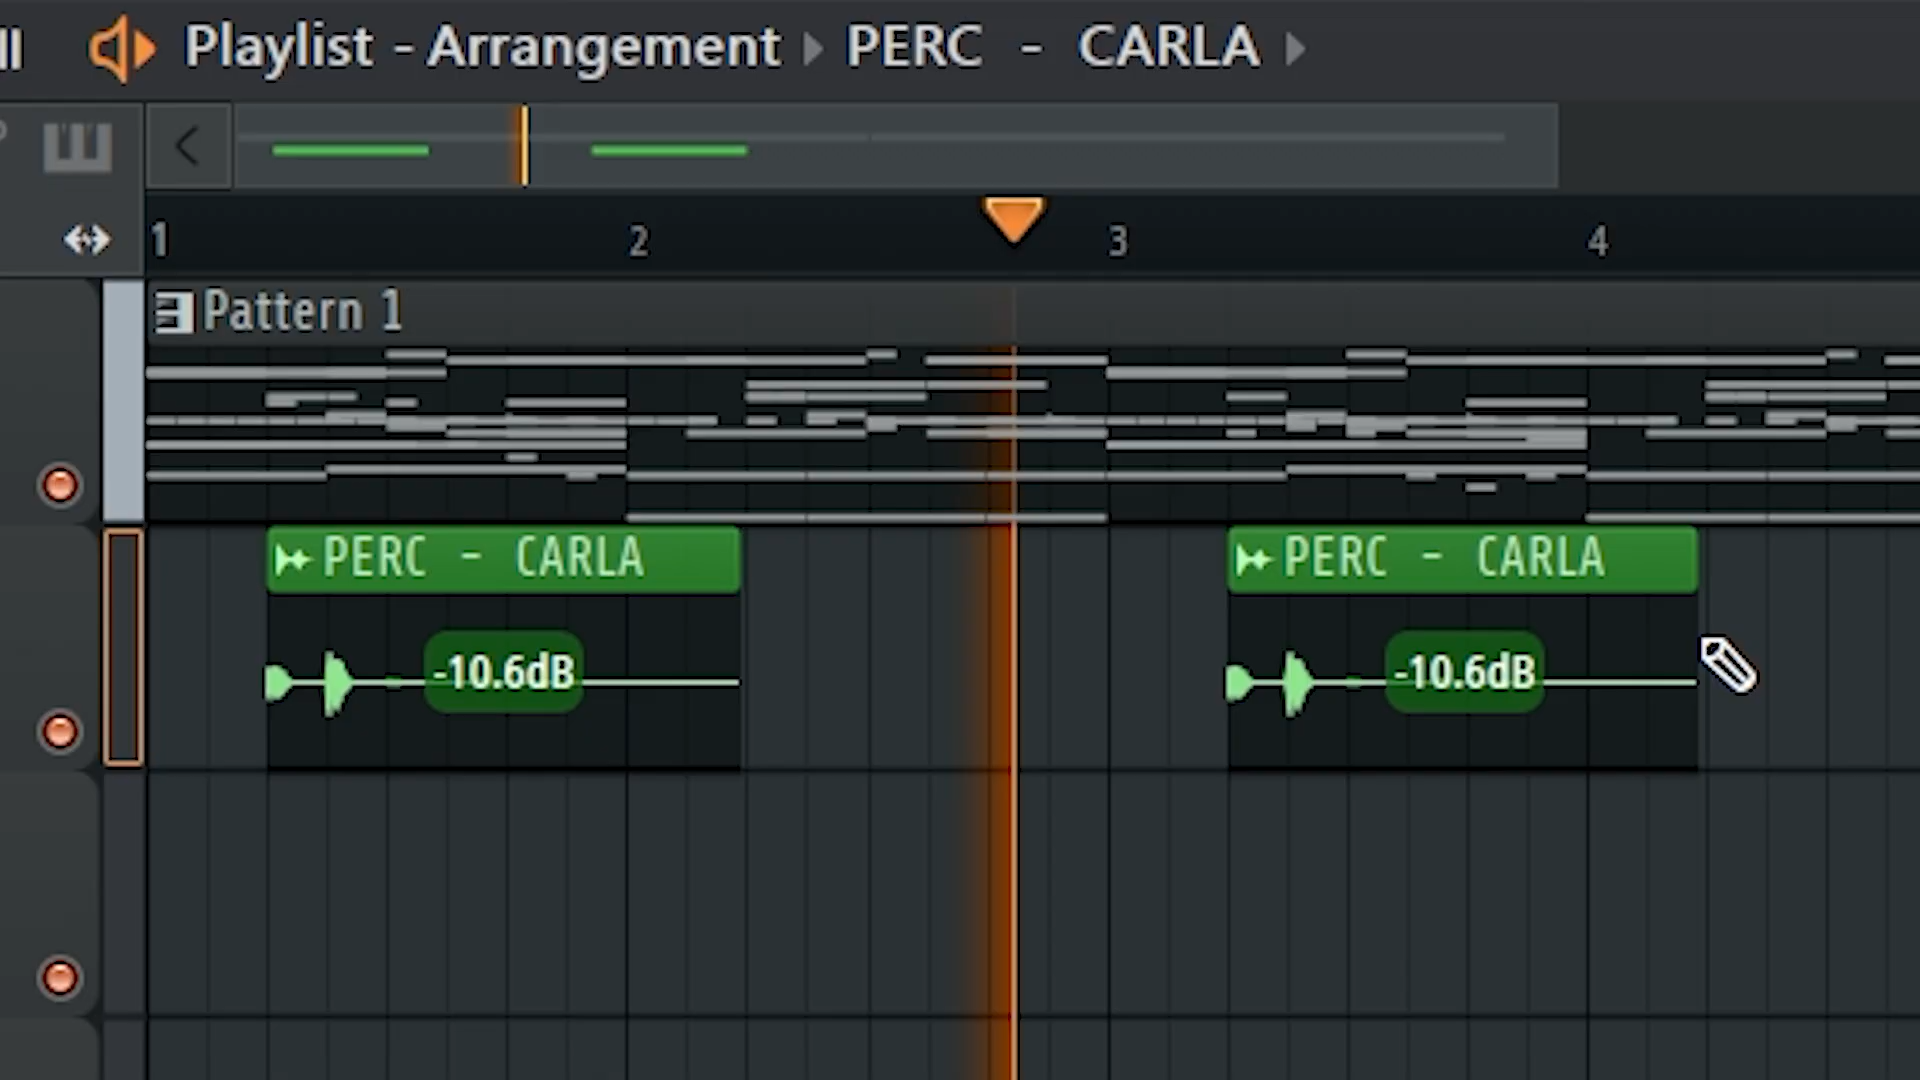 Playlist - Arrangement PERC - CARLA
1 2 3 4
Pattern 1
PERC - CARLA PERC - CARLA
-10.6dB -10.6dB